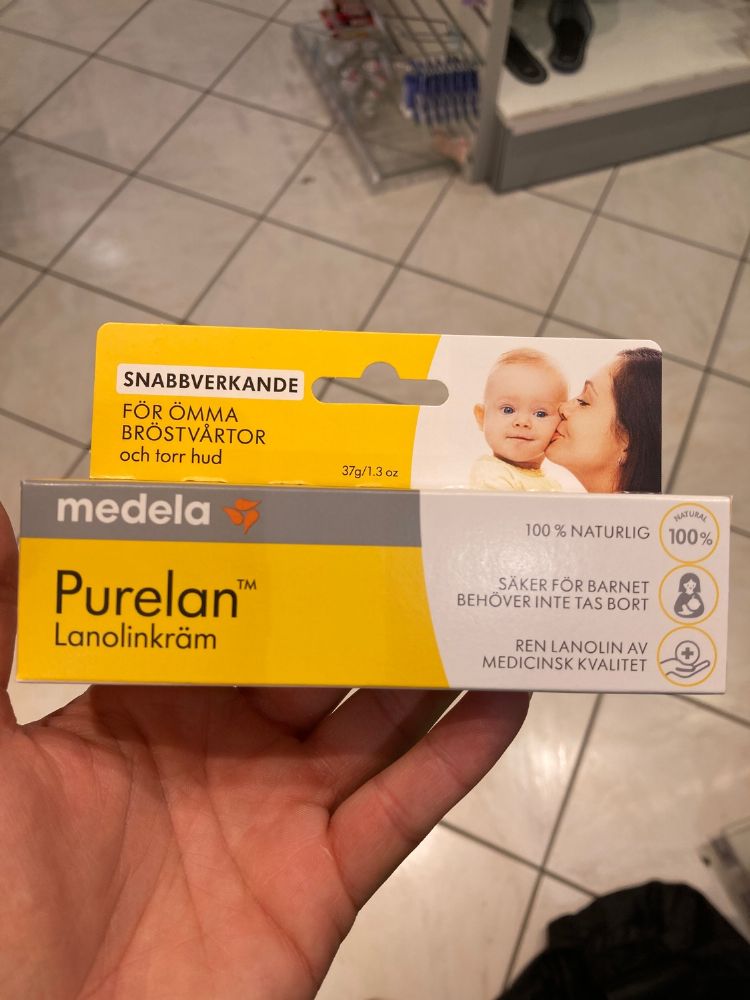 SNABBVERKANDE
FÖR ÖMMA
BRÖSTVÅRTOR
och torr hud
37g/1.3 oz
medela
Purelan™
Lanolinkräm
100 % NATURLIG
NATURAL
100%
SÄKER FÖR BARNET
BEHÖVER INTE TAS BORT
REN LANOLIN AV
MEDICINSK KVALITET